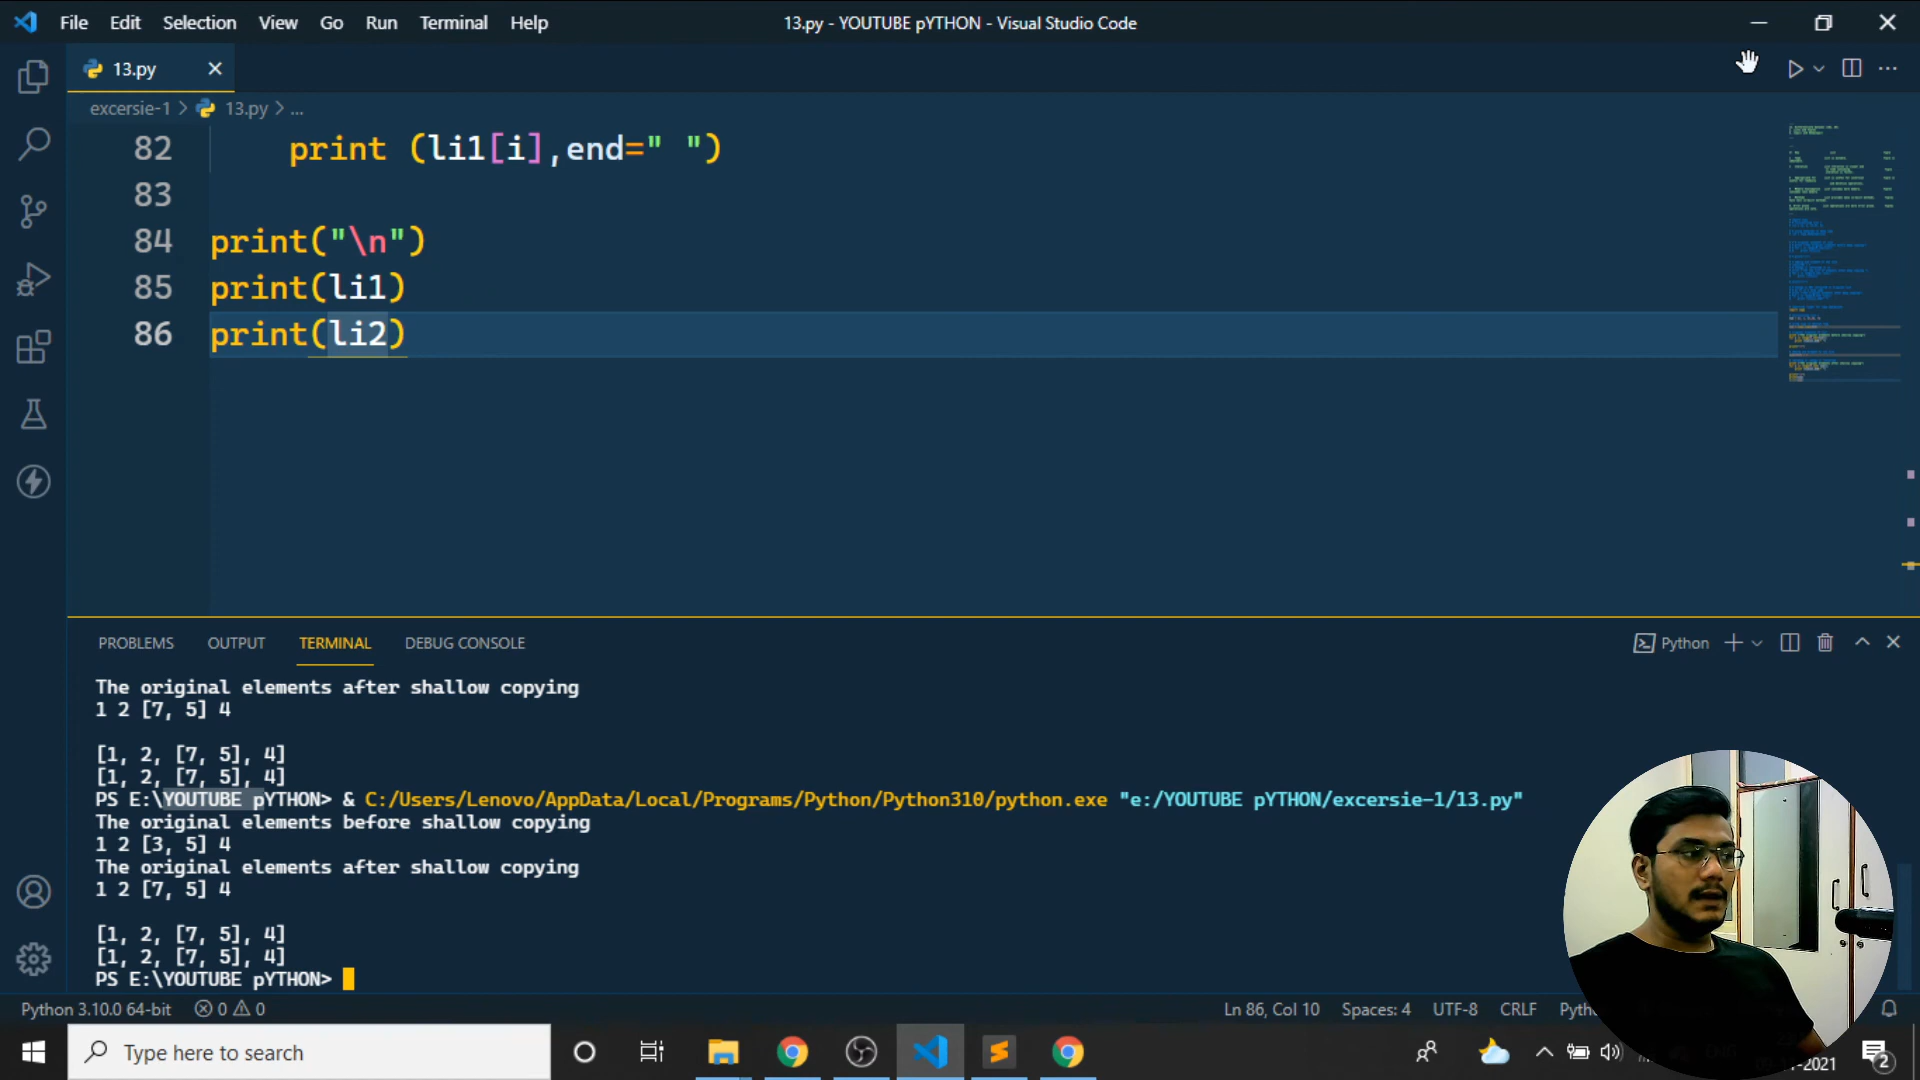 File Edit Selection View Go Run Terminal Help
13.py - YOUTUBE pYTHON - Visual Studio Code
13.py
excersie-1 > 13.py > ...
82 print (li1[i],end=" ")
83
84 print("\n")
85 print(li1)
86 print(li2)
PROBLEMS OUTPUT TERMINAL DEBUG CONSOLE
Python
The original elements after shallow copying
1 2 [7, 5] 4
[1, 2, [7, 5], 4]
[1, 2, [7, 5], 4]
PS E:\YOUTUBE pYTHON> & C:/Users/Lenovo/AppData/Local/Programs/Python/Python310/python.exe "e:/YOUTUBE pYTHON/excersie-1/13.py"
The original elements before shallow copying
1 2 [3, 5] 4
The original elements after shallow copying
1 2 [7, 5] 4
[1, 2, [7, 5], 4]
[1, 2, [7, 5], 4]
PS E:\YOUTUBE pYTHON>
Python 3.10.0 64-bit 0 0
Ln 86, Col 10 Spaces: 4 UTF-8 CRLF
Type here to search
2